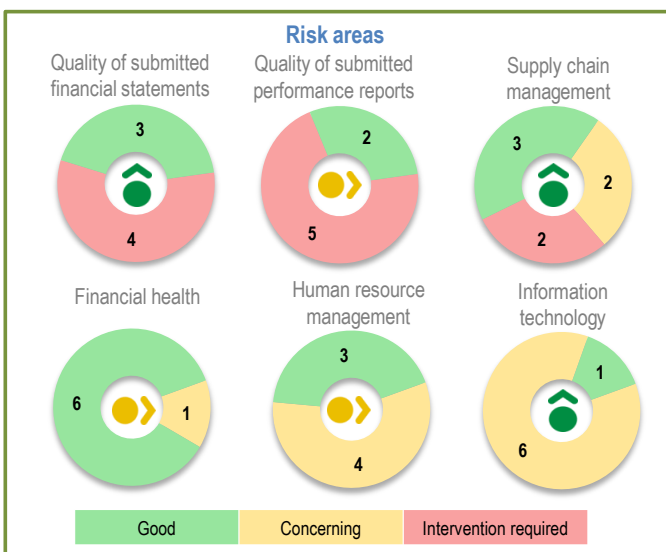 Risk areas
Quality of submitted
financial statements
3
4
Quality of submitted
performance reports
2
5
Supply chain
management
3
2
2
Financial health
6
1
Human resource
management
3
4
Information
technology
1
6
Good
Concerning
Intervention required